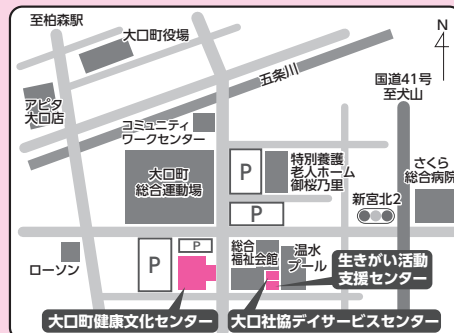 至柏森駅
大口町役場
N
五条川
国道41号
至犬山
アピタ
大口店
コミュニティ
ワークセンター
大口町
総合運動場
P
特別養護
老人ホーム
御桜乃里
さくら
総合病院
新宮北2
P
P
P
ローソン
総合
福祉会館
温水
プール
生きがい活動
支援センター
大口町健康文化センター
大口社協デイサービスセンター